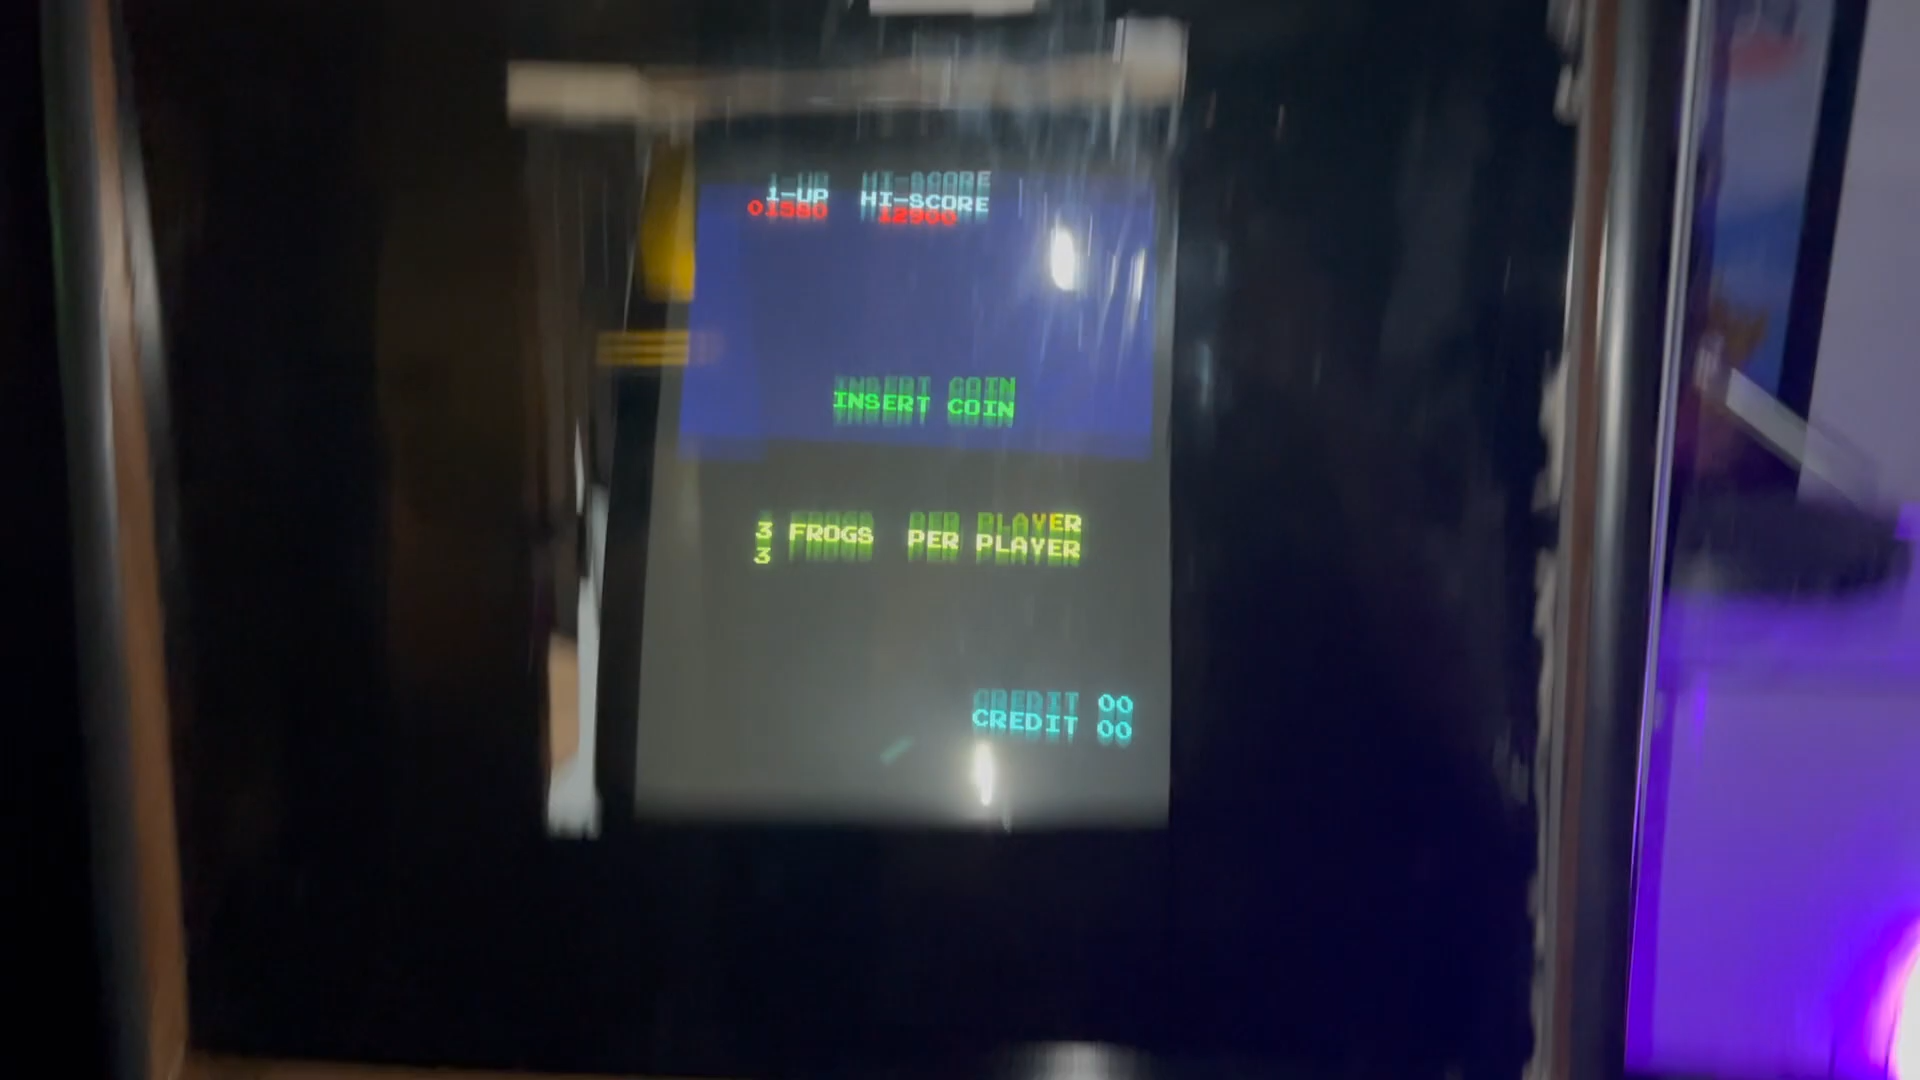 1-UP HI-SCORE
01580 12900
INSERT COIN
3 FROGS PER PLAYER
CREDIT 00